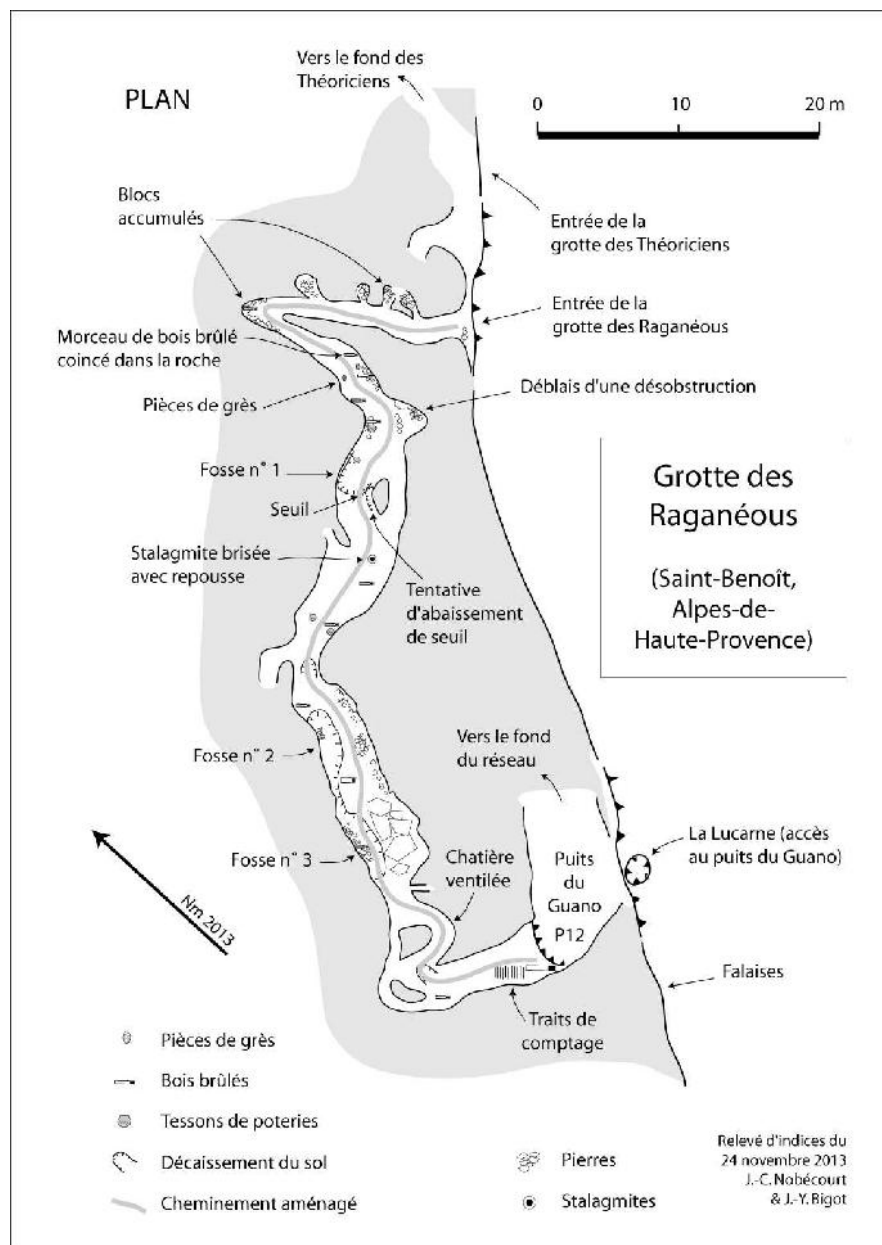 Vers le fond des
Théoriciens
PLAN
0 10 20 m
Blocs
accumulés
Entrée de la
grotte des Théoriciens
Entrée de la
grotte des Raganéous
Morceau de bois brûlé
coincé dans la roche
Pièces de grès
Déblais d'une désobstruction
Fosse n° 1
Seuil
Grotte des
Raganéous
(Saint-Benoît,
Alpes-de-
Haute-Provence)
Stalagmite brisée
avec repousse
Tentative
d'abaissement
de seuil
Fosse n° 2
Vers le fond
du réseau
La Lucarne (accès
au puits du Guano)
Fosse n° 3
Chatière
ventilée
Puits
du
Guano
P12
Nm 2013
Falaises
Traits de
comptage
Pièces de grès
Bois brûlés
Tessons de poteries
Décaissement du sol
Cheminement aménagé
Pierres
Stalagmites
Relevé d'indices du
24 novembre 2013
J.-C. Nobécourt
& J.-Y. Bigot